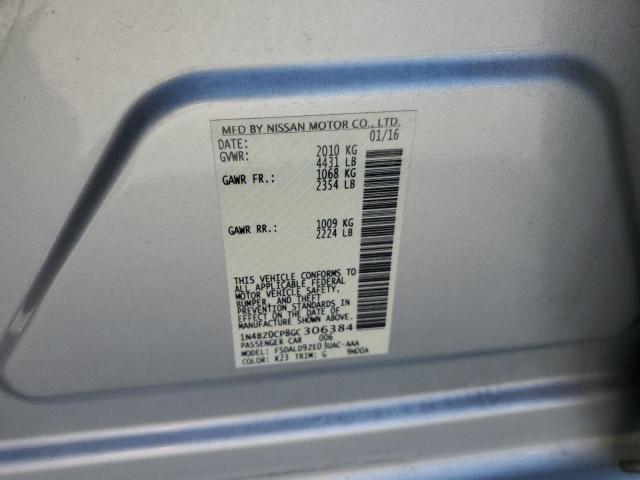 MFD BY NISSAN MOTOR CO., LTD.
DATE: 01/16
GVWR: 2010 KG
4431 LB
GAWR FR.: 1068 KG
2354 LB
GAWR RR.: 1009 KG
2224 LB
THIS VEHICLE CONFORMS TO
ALL APPLICABLE FEDERAL
MOTOR VEHICLE SAFETY,
BUMPER, AND THEFT
PREVENTION STANDARDS IN
EFFECT ON THE DATE OF
MANUFACTURE SHOWN ABOVE.
1N4BZ0CP8GC306384
PASSENGER CAR 006
MODEL: FSDALD9ZE0JUAC-AAA
COLOR: K23 TRIM: G 9N00A